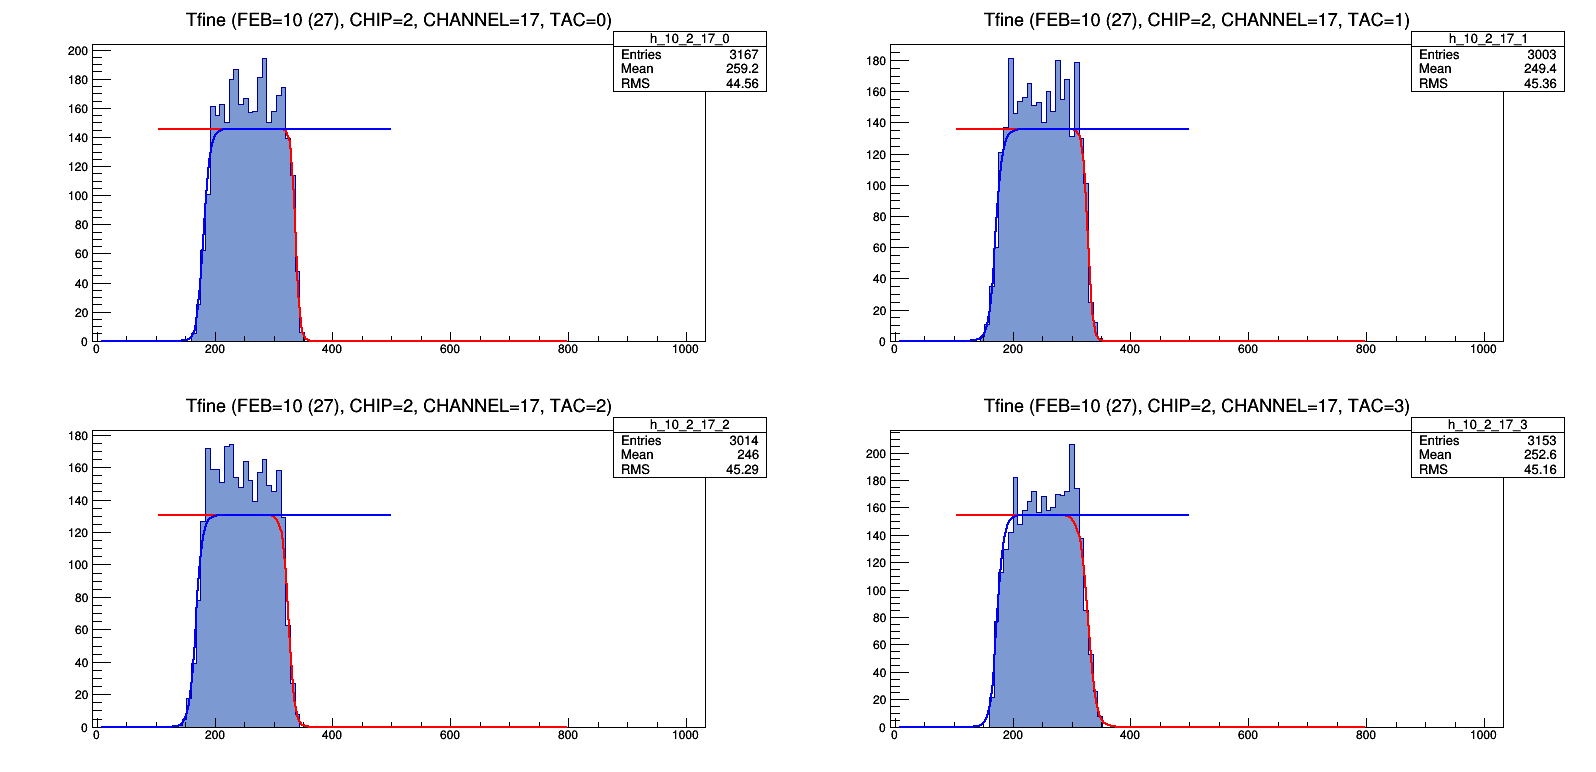 Tfine (FEB=10 (27), CHIP=2, CHANNEL=17, TAC=0)
h_10_2_17_0
Entries 3167
Mean 259.2
RMS 44.56
200
180
160
140
120
100
80
60
40
20
0
0 200 400 600 800 1000
Tfine (FEB=10 (27), CHIP=2, CHANNEL=17, TAC=1)
h_10_2_17_1
Entries 3003
Mean 249.4
RMS 45.36
180
160
140
120
100
80
60
40
20
0
0 200 400 600 800 1000
Tfine (FEB=10 (27), CHIP=2, CHANNEL=17, TAC=2)
h_10_2_17_2
Entries 3014
Mean 246
RMS 45.29
180
160
140
120
100
80
60
40
20
0
0 200 400 600 800 1000
Tfine (FEB=10 (27), CHIP=2, CHANNEL=17, TAC=3)
h_10_2_17_3
Entries 3153
Mean 252.6
RMS 45.16
200
180
160
140
120
100
80
60
40
20
0
0 200 400 600 800 1000